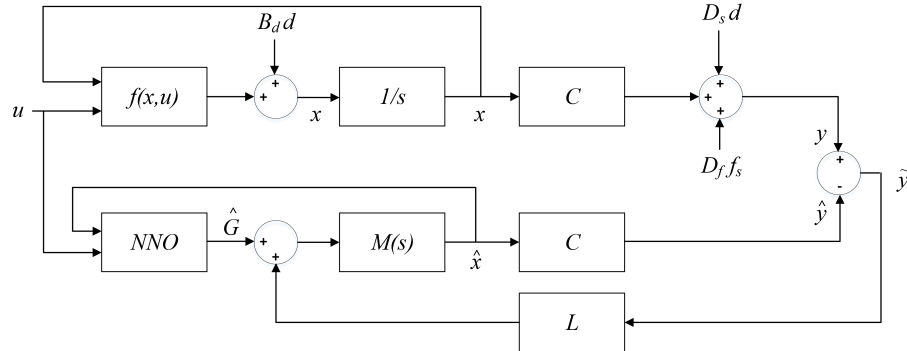 B_d d
D_s d
f(x,u)
+
+
1/s
C
+
+
+
u
x
x
y
D_f f_s
+
-
ỹ
ŷ
NNO
Ĝ
+
+
M(s)
x̂
C
L